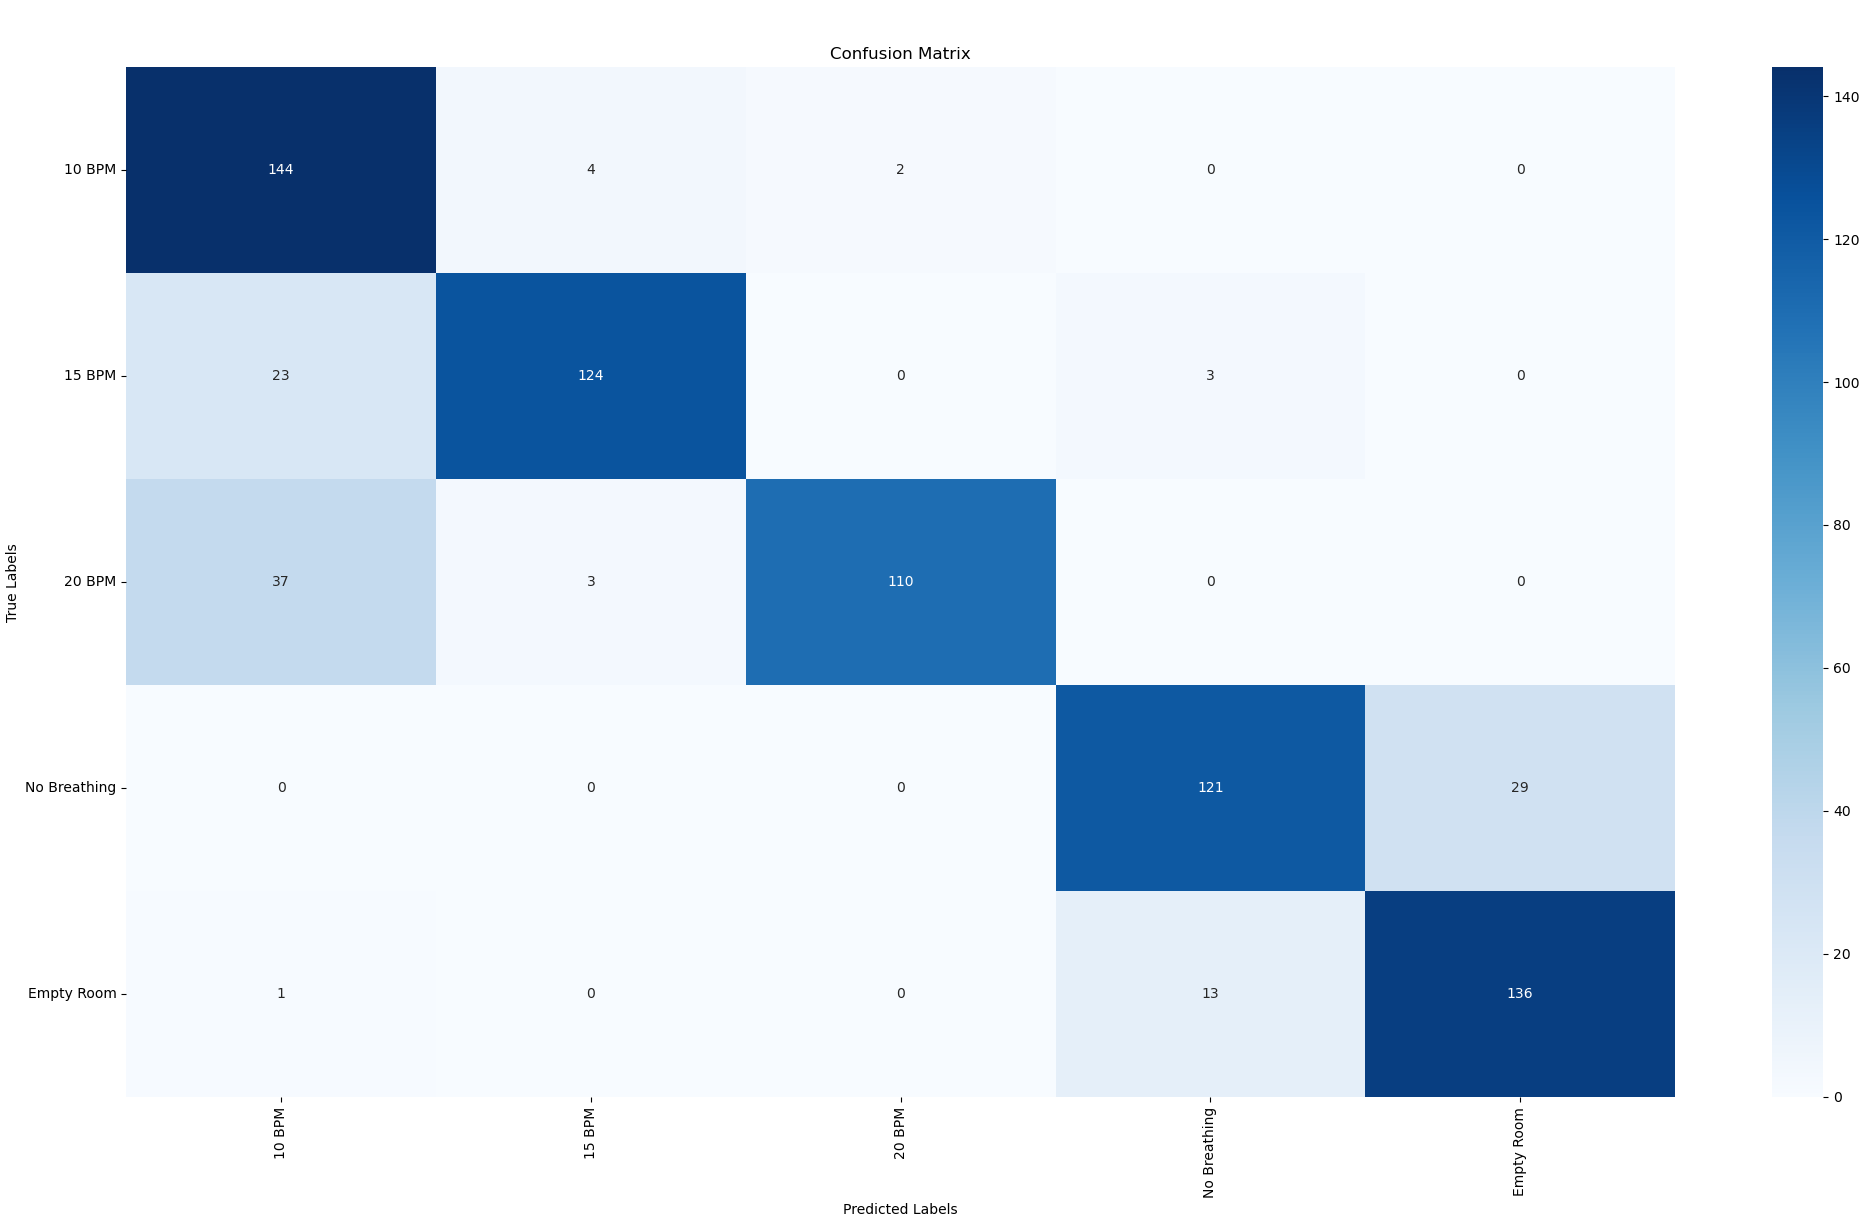 Confusion Matrix
10 BPM 144 4 2 0 0
15 BPM 23 124 0 3 0
20 BPM 37 3 110 0 0
No Breathing 0 0 0 121 29
Empty Room 1 0 0 13 136
True Labels
10 BPM 15 BPM 20 BPM No Breathing Empty Room
Predicted Labels
140
120
100
80
60
40
20
0